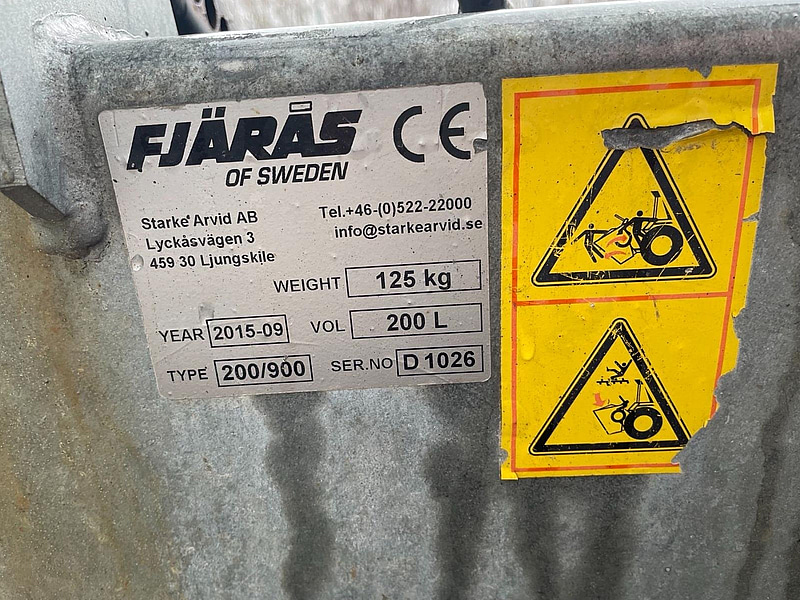 FJÄRÅS CE
OF SWEDEN
Starke Arvid AB
Lyckåsvägen 3
459 30 Ljungskile
Tel.+46-(0)522-22000
info@starkearvid.se
WEIGHT 125 kg
YEAR 2015-09 VOL 200 L
TYPE 200/900 SER.NO D 1026